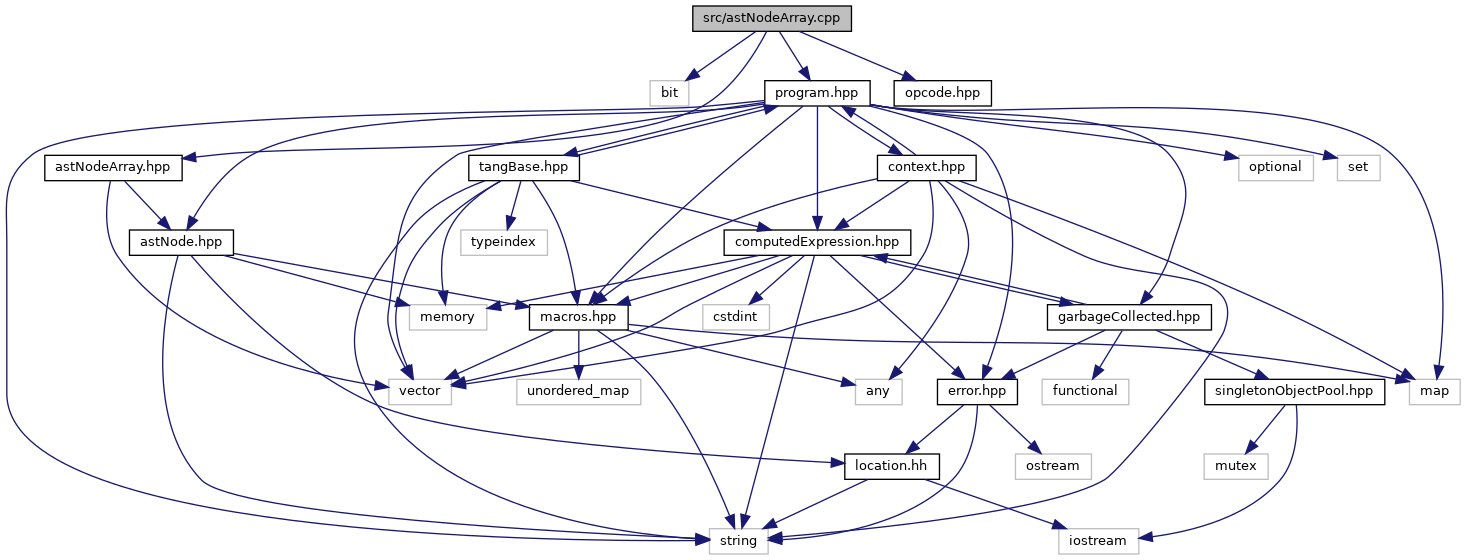 src/astNodeArray.cpp
bit
program.hpp
opcode.hpp
astNodeArray.hpp
tangBase.hpp
context.hpp
optional
set
astNode.hpp
typeindex
computedExpression.hpp
memory
macros.hpp
cstdint
garbageCollected.hpp
vector
unordered_map
any
error.hpp
functional
singletonObjectPool.hpp
map
location.hh
ostream
mutex
string
iostream